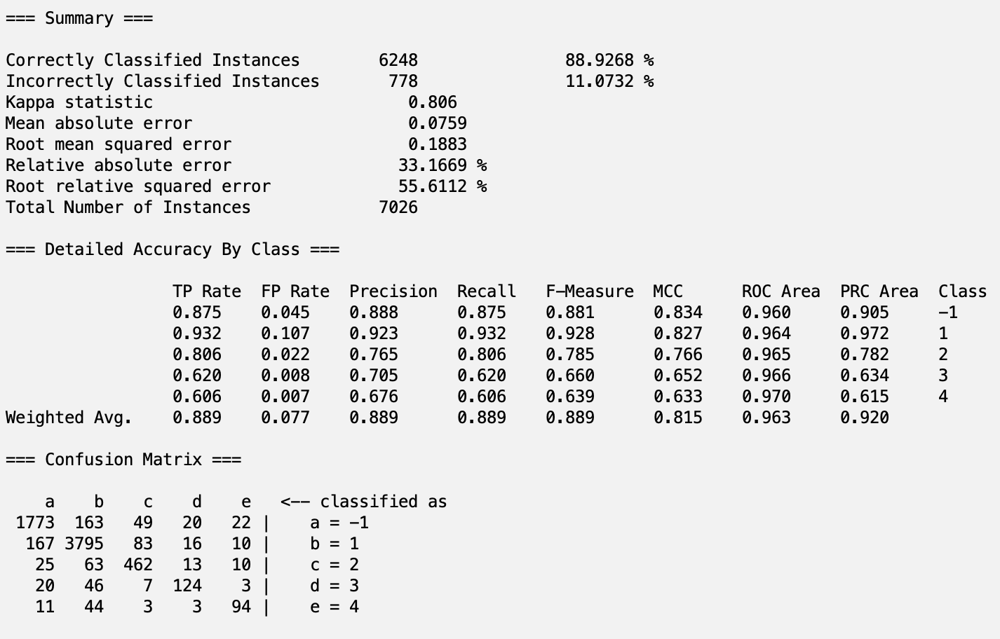 === Summary ===
Correctly Classified Instances 6248 88.9268 %
Incorrectly Classified Instances 778 11.0732 %
Kappa statistic 0.806
Mean absolute error 0.0759
Root mean squared error 0.1883
Relative absolute error 33.1669 %
Root relative squared error 55.6112 %
Total Number of Instances 7026
=== Detailed Accuracy By Class ===
TP Rate FP Rate Precision Recall F-Measure MCC ROC Area PRC Area Class
0.875 0.045 0.888 0.875 0.881 0.834 0.960 0.905 -1
0.932 0.107 0.923 0.932 0.928 0.827 0.964 0.972 1
0.806 0.022 0.765 0.806 0.785 0.766 0.965 0.782 2
0.620 0.008 0.705 0.620 0.660 0.652 0.966 0.634 3
0.606 0.007 0.676 0.606 0.639 0.633 0.970 0.615 4
Weighted Avg. 0.889 0.077 0.889 0.889 0.889 0.815 0.963 0.920
=== Confusion Matrix ===
a b c d e <-- classified as
1773 163 49 20 22 | a = -1
167 3795 83 16 10 | b = 1
25 63 462 13 10 | c = 2
20 46 7 124 3 | d = 3
11 44 3 3 94 | e = 4